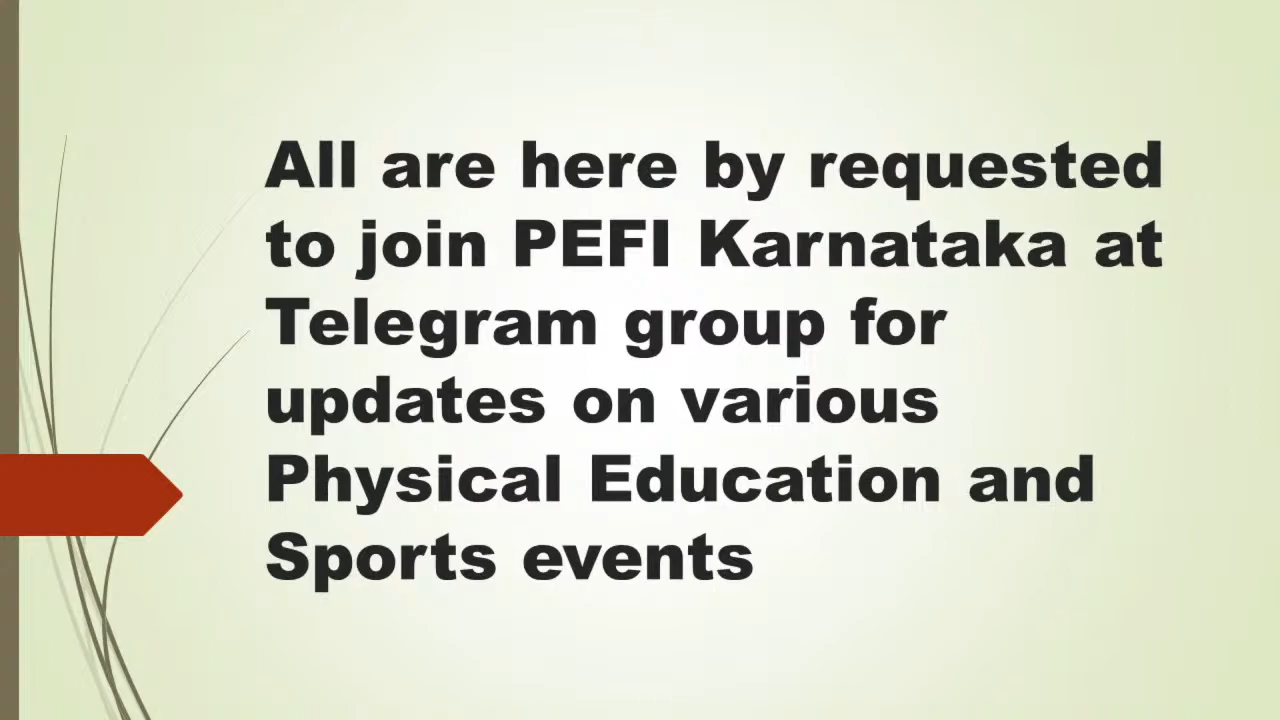 All are here by requested
to join PEFI Karnataka at
Telegram group for
updates on various
Physical Education and
Sports events